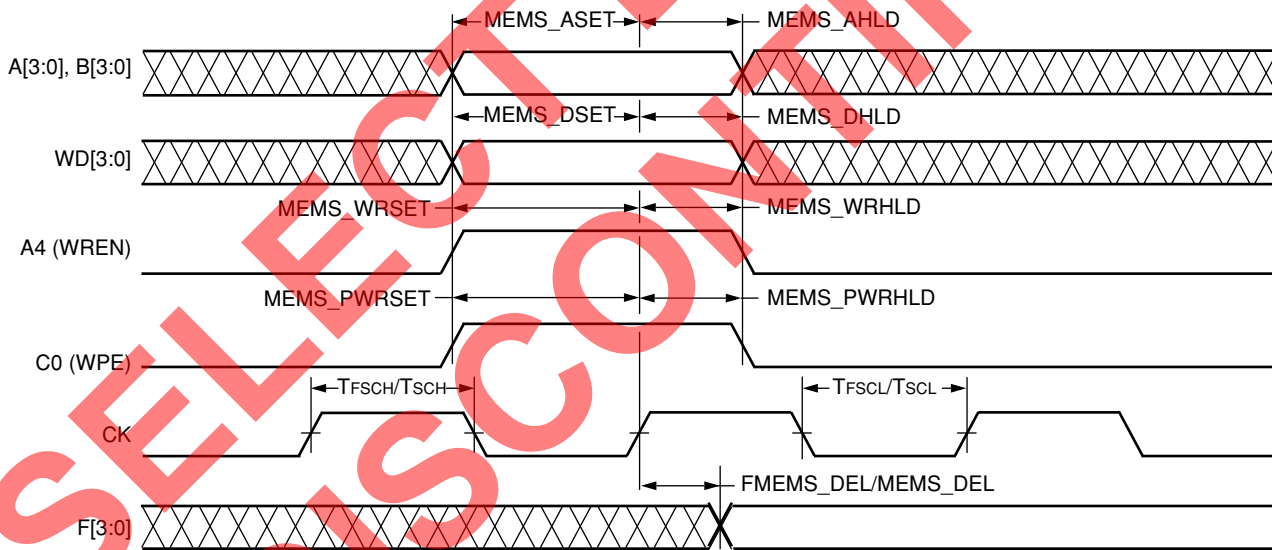 MEMS_ASET MEMS_AHLD
A[3:0], B[3:0]
MEMS_DSET MEMS_DHLD
WD[3:0]
MEMS_WRSET MEMS_WRHLD
A4 (WREN)
MEMS_PWRSET MEMS_PWRHLD
C0 (WPE)
TFSCH/TSCH TFSCL/TSCL
CK
FMEMS_DEL/MEMS_DEL
F[3:0]
SELECT
DISCONTI